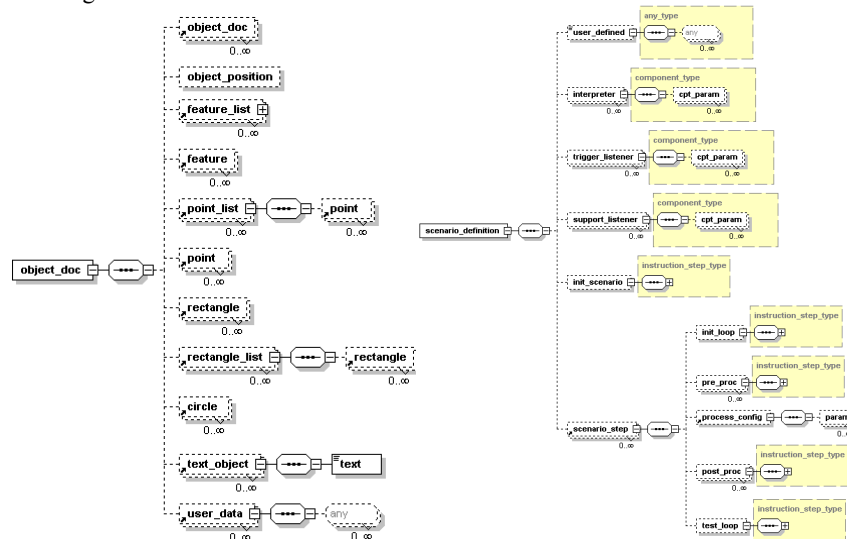 object_doc
object_doc
0..∞
object_position
feature_list
0..∞
feature
0..∞
point_list
0..∞
point
0..∞
point
0..∞
rectangle
0..∞
rectangle_list
0..∞
rectangle
0..∞
circle
0..∞
text_object
0..∞
text
user_data
0..∞
any
0..∞
scenario_definition
any_type
user_defined
any
0..∞
component_type
interpreter
cpt_param
0..∞
component_type
trigger_listener
cpt_param
0..∞
0..∞
component_type
support_listener
cpt_param
0..∞
0..∞
instruction_step_type
init_scenario
scenario_step
0..∞
instruction_step_type
init_loop
instruction_step_type
pre_proc
0..∞
process_config
instruction_step_type
post_proc
0..∞
instruction_step_type
test_loop